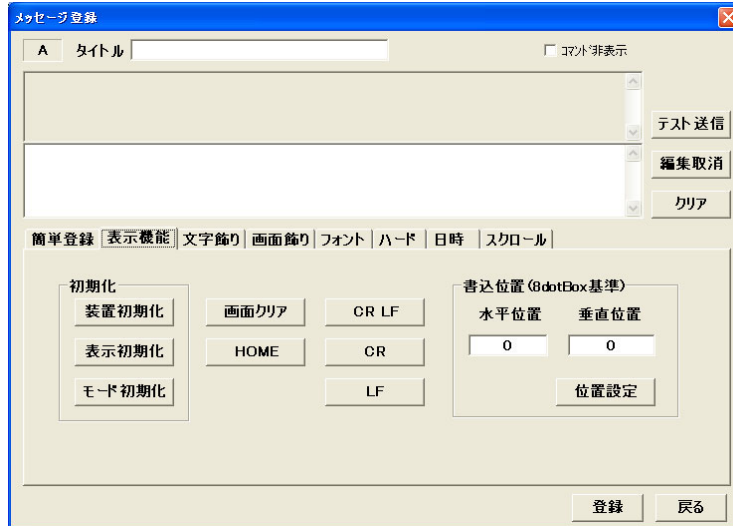 メッセージ登録
A タイトル コマンド非表示
テスト送信
編集取消
クリア
簡単登録 表示機能 文字飾り 画面飾り フォント ハード 日時 スクロール
初期化 書込位置(8dotBox基準)
装置初期化 画面クリア CR LF 水平位置 垂直位置
表示初期化 HOME CR 0 0
モード初期化 LF 位置設定
登録 戻る